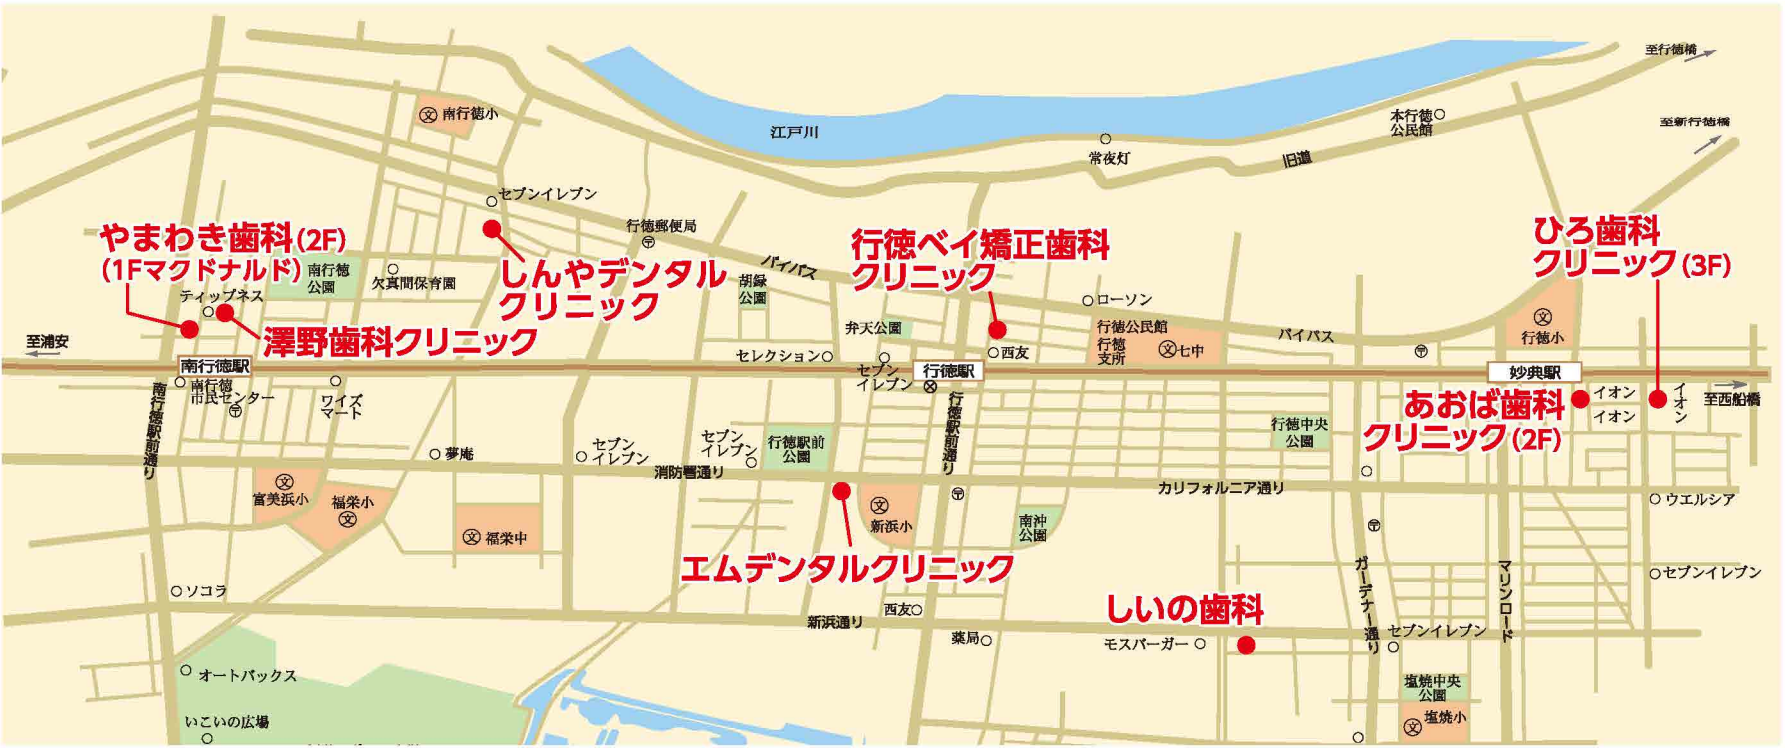 至行徳橋
南行徳小
本行徳
公民館
至新行徳橋
江戸川
常夜灯
旧道
セブンイレブン
行徳郵便局
やまわき歯科(2F)
(1Fマクドナルド)
南行徳
公園
欠真間保育園
しんやデンタル
クリニック
バイパス
胡録
公園
行徳ベイ矯正歯科
クリニック
ひろ歯科
クリニック(3F)
ティップネス
澤野歯科クリニック
ローソン
弁天公園
行徳公民館
行徳
支所
文七中
バイパス
文
行徳小
至浦安
セレクション
西友
南行徳駅
セブン
イレブン
行徳駅
妙典駅
南行徳
市民センター
ワイズ
マート
南行徳駅前通り
行徳駅前通り
あおば歯科
クリニック(2F)
イオン
イオン
イオン
至西船橋
行徳中央
公園
夢庵
セブン
イレブン
セブン
イレブン
行徳駅前
公園
消防署通り
カリフォルニア通り
ウエルシア
文
富美浜小
福栄小
文
文 福栄中
文
新浜小
南沖
公園
エムデンタルクリニック
ガーデナー通り
マリンロード
セブンイレブン
ソコラ
西友
新浜通り
薬局
しいの歯科
モスバーガー
セブンイレブン
オートバックス
塩焼中央
公園
文 塩焼小
いこいの広場